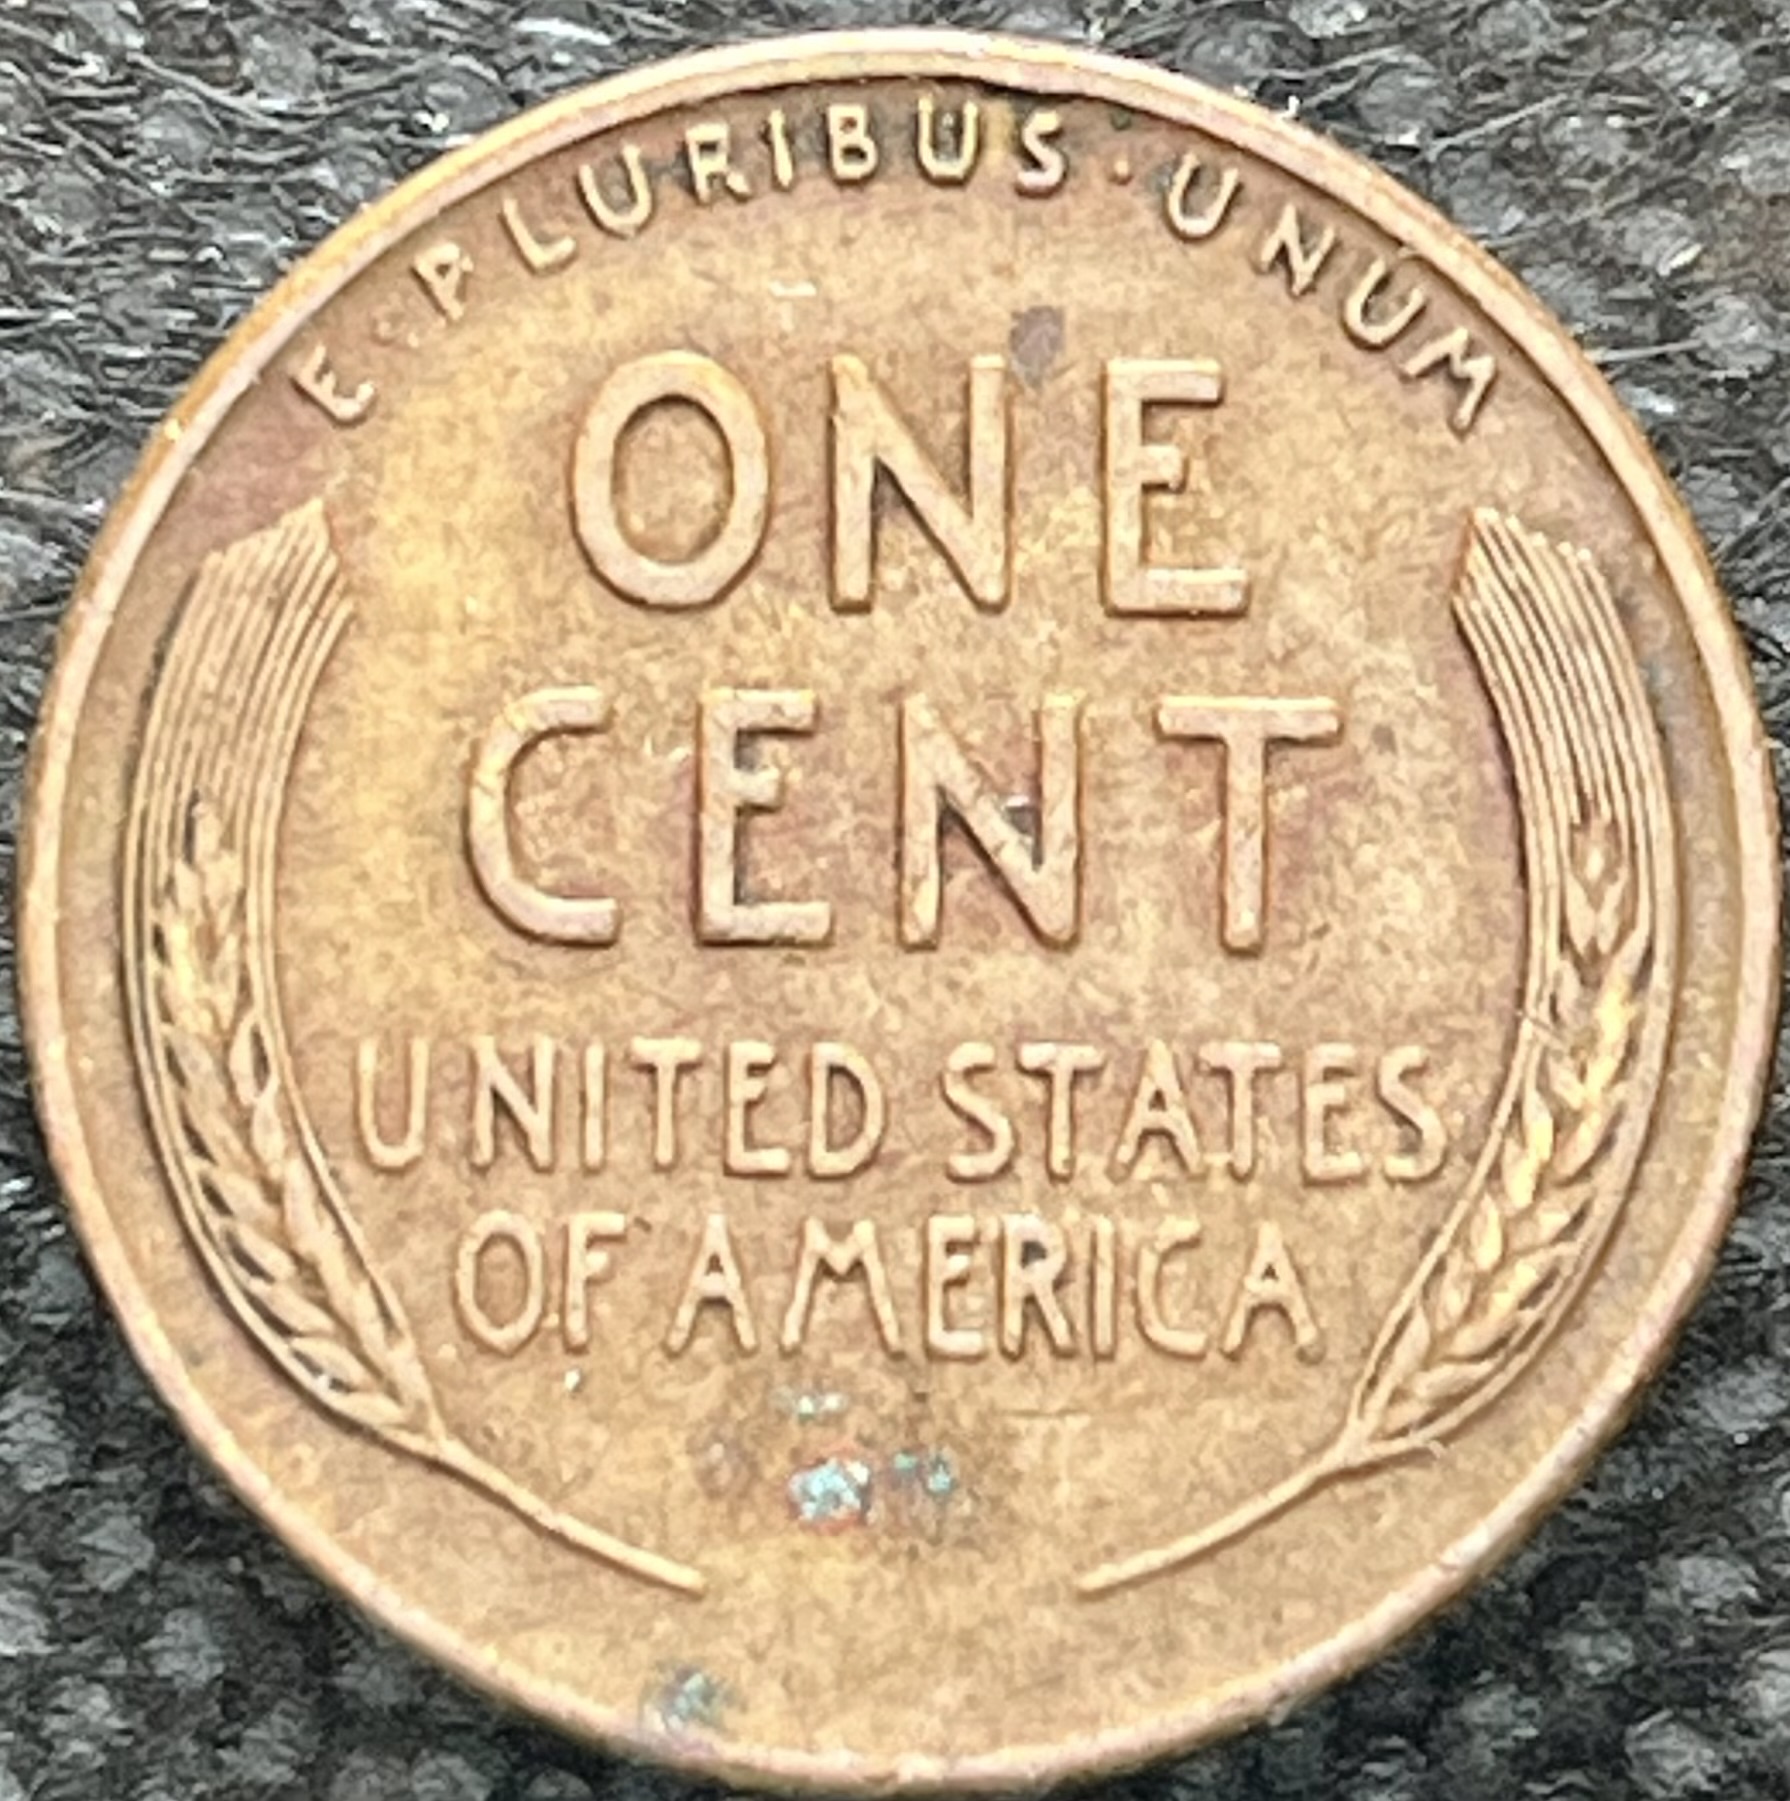 E·PLURIBUS·UNUM
ONE
CENT
UNITED STATES
OF AMERICA